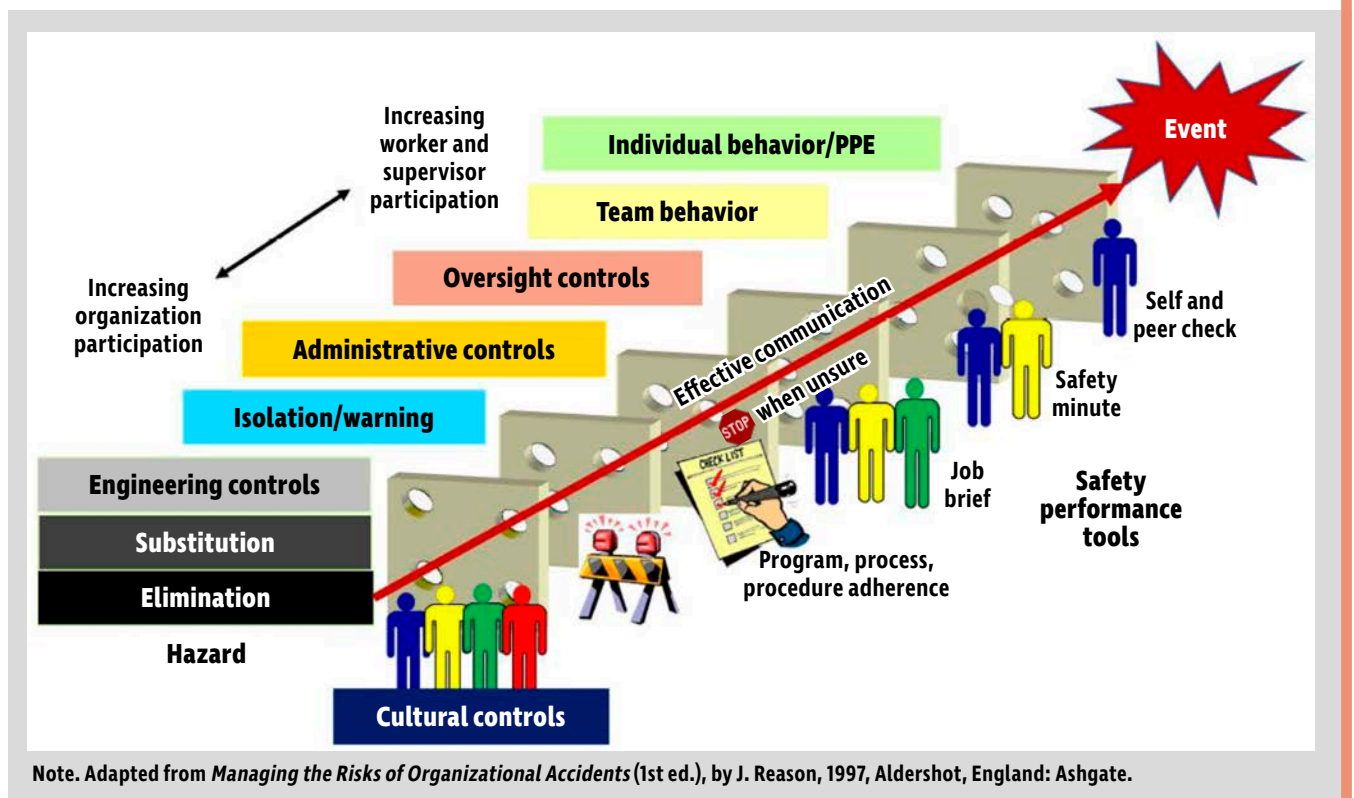 Event
Increasing
worker and
supervisor
participation
Individual behavior/PPE
Team behavior
Oversight controls
Increasing
organization
participation
Administrative controls
Isolation/warning
Engineering controls
Substitution
Elimination
Hazard
Cultural controls
Effective communication
STOP
when unsure
CHECK LIST
Program, process,
procedure adherence
Job
brief
Safety
minute
Self and
peer check
Safety
performance
tools
Note. Adapted from Managing the Risks of Organizational Accidents (1st ed.), by J. Reason, 1997, Aldershot, England: Ashgate.